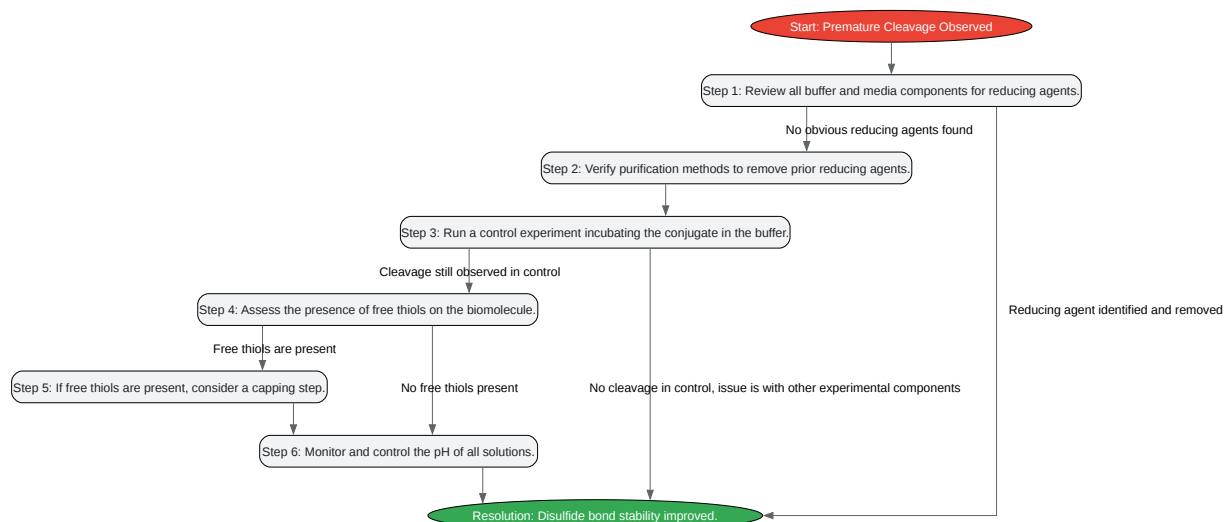 Start: Premature Cleavage Observed
Step 1: Review all buffer and media components for reducing agents.
No obvious reducing agents found
Step 2: Verify purification methods to remove prior reducing agents.
Step 3: Run a control experiment incubating the conjugate in the buffer.
Cleavage still observed in control
Step 4: Assess the presence of free thiols on the biomolecule.
Reducing agent identified and removed
Free thiols are present
Step 5: If free thiols are present, consider a capping step.
No free thiols present
No cleavage in control, issue is with other experimental components
Step 6: Monitor and control the pH of all solutions.
Resolution: Disulfide bond stability improved.